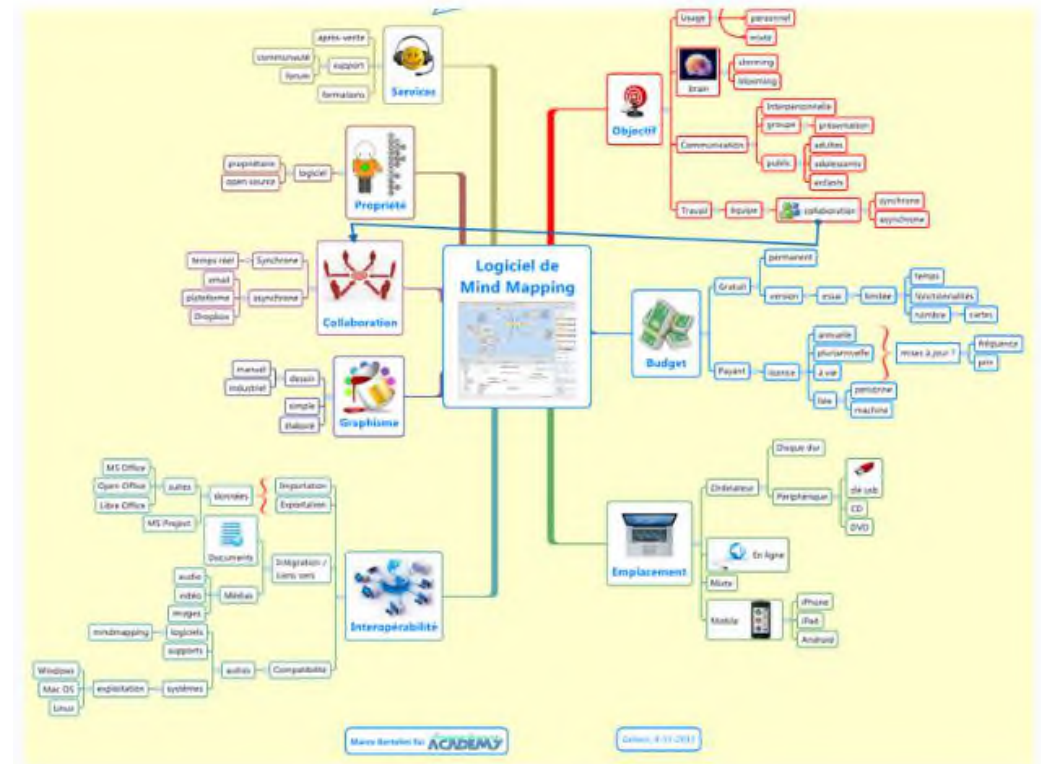 Logiciel de
Mind Mapping
Objectif
Usage
personnel
mixte
brain
storming
blooming
Communication
Interpersonnelle
groupe
présentation
public
adultes
adolescents
enfants
Travail
équipe
collaboration
synchrone
asynchrone
Budget
Gratuit
permanent
version
essai
limitée
temps
fonctionnalités
nombre
cartes
Payant
licence
annuelle
pluriannuelle
à vie
liée
personne
machine
mises à jour ?
fréquence
prix
Emplacement
Ordinateur
Disque dur
Périphérique
clé usb
CD
DVD
En ligne
Mixte
Mobile
iPhone
iPad
Android
Services
après-vente
support
communauté
forum
formations
Propriété
logiciel
propriétaire
open source
Collaboration
Synchrone
temps réel
asynchrone
email
plateforme
Dropbox
Graphisme
dessin
manuel
industriel
simple
élaboré
Interopérabilité
Importation
Exportation
données
suites
MS Office
Open Office
Libre Office
MS Project
Intégration /
Liens vers
Documents
Médias
audio
vidéo
images
Compatibilité
autres
logiciels
mindmapping
supports
systèmes
exploitation
Windows
Mac OS
Linux
Marco Bertolini
ACADEMY